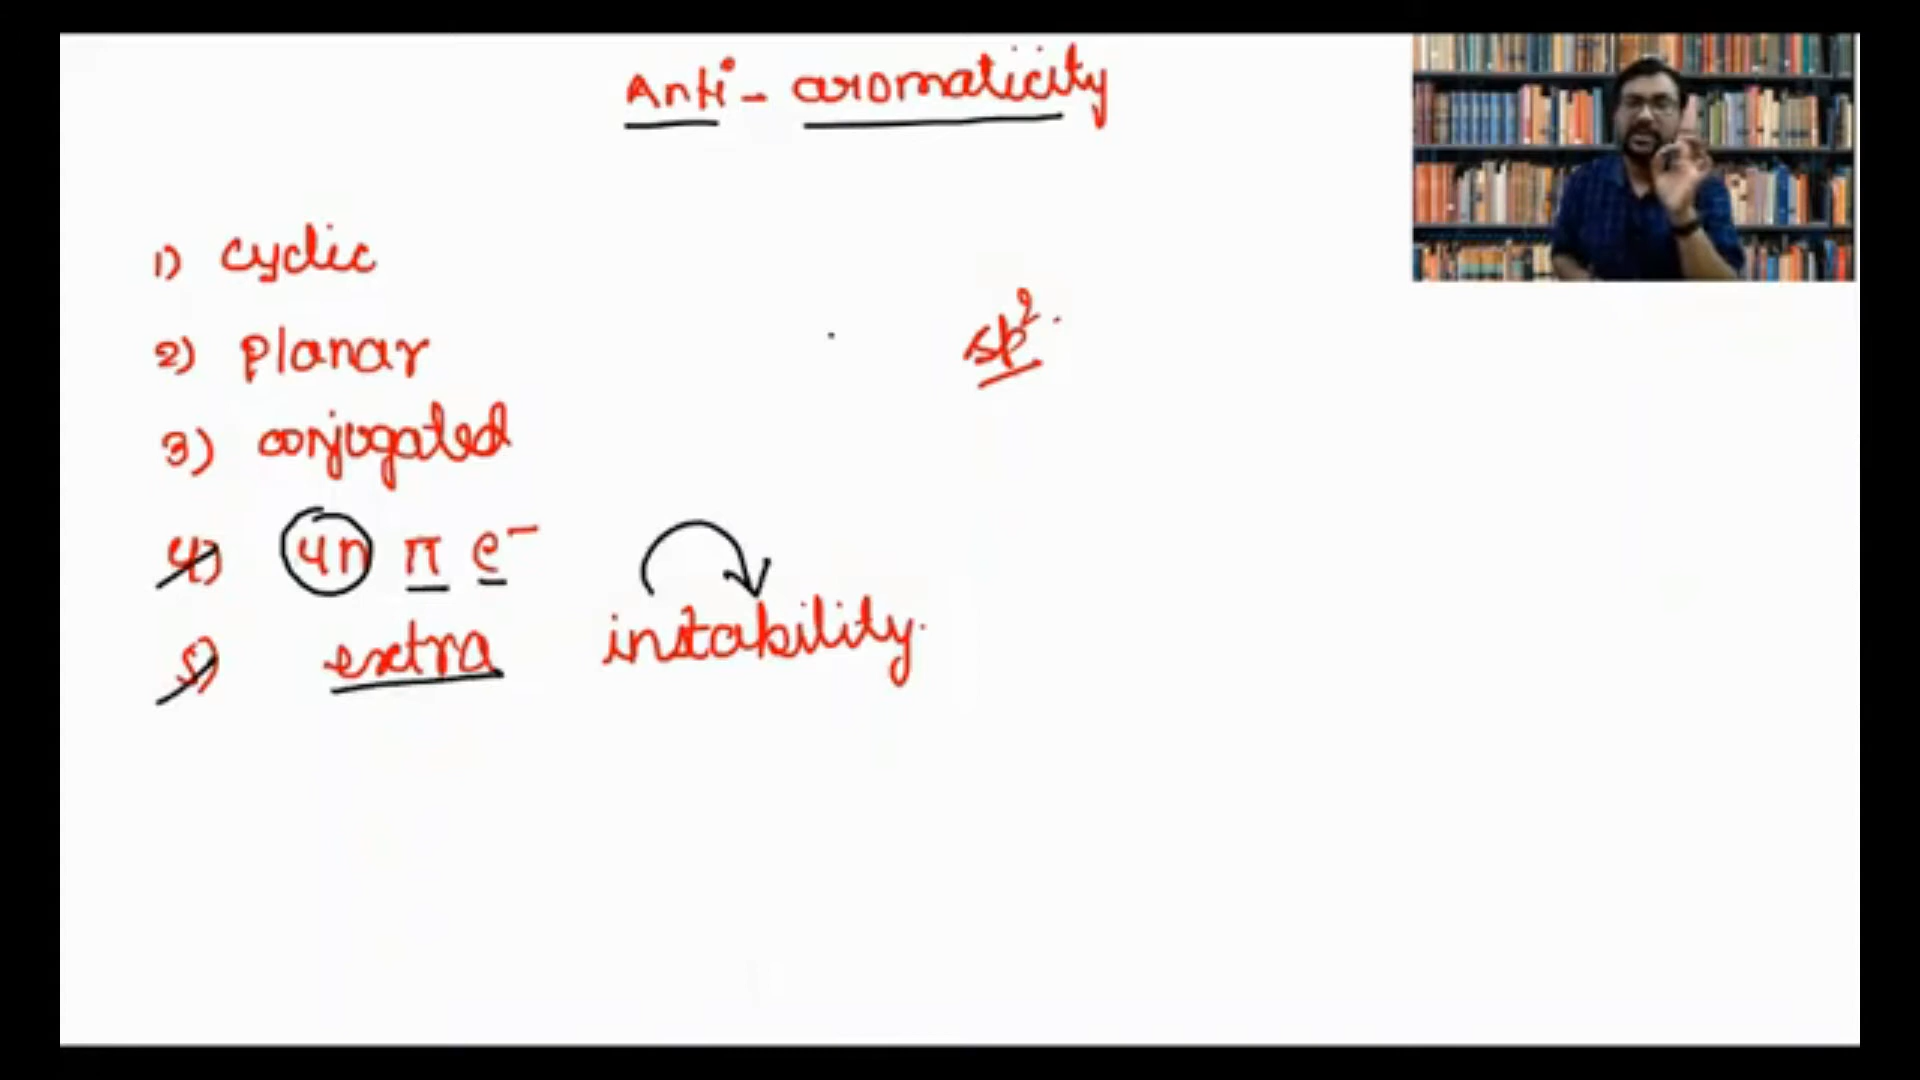 Anti - aromaticity
1) cyclic
2) planar
sp².
3) conjugated
4) 4n π e⁻
5) extra instability.